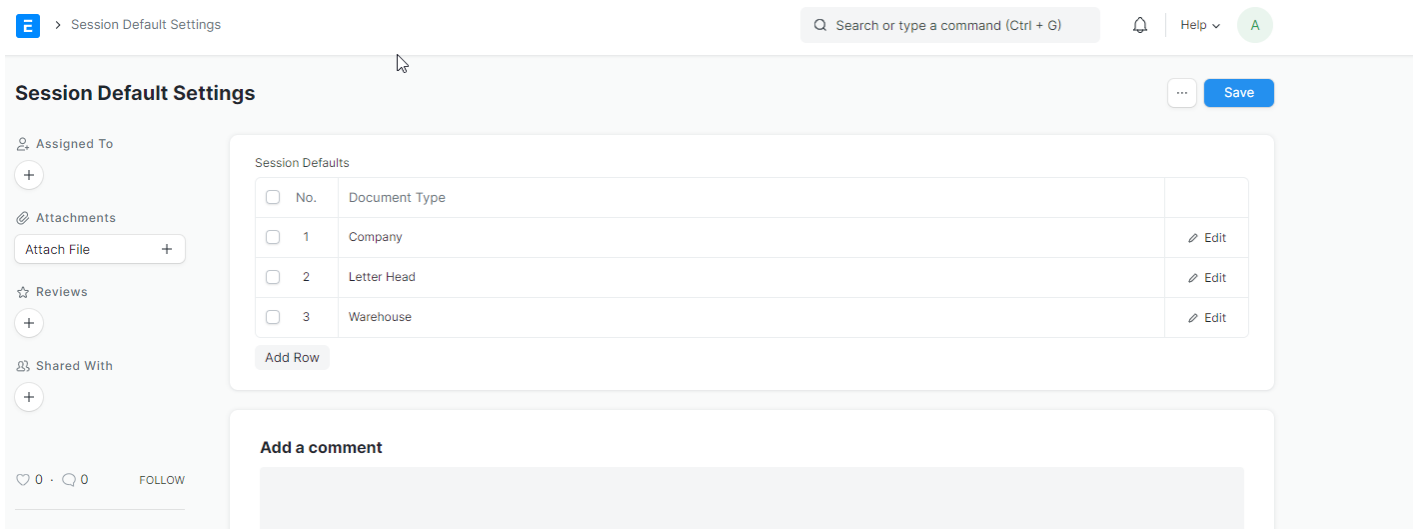 E > Session Default Settings Search or type a command (Ctrl + G) Help A
Session Default Settings ... Save
Assigned To
Attachments
Attach File
Reviews
Shared With
0 · 0 FOLLOW
Session Defaults
No. Document Type
1 Company Edit
2 Letter Head Edit
3 Warehouse Edit
Add Row
Add a comment